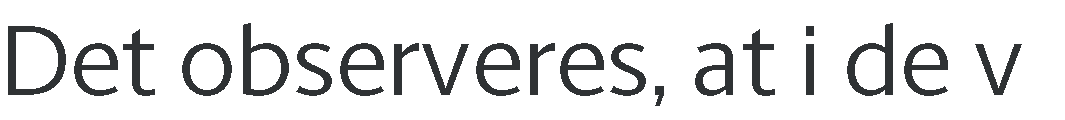 Det observeres, at i de v